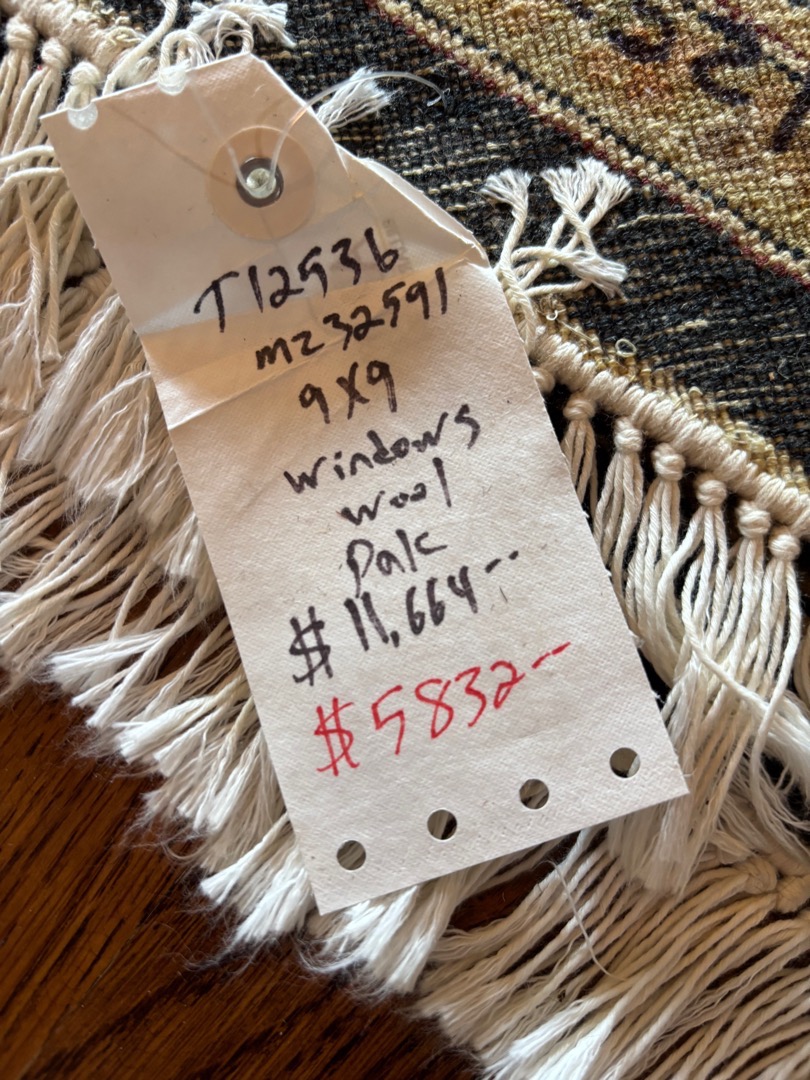 T12536
mz32591
9X9
windows
wool
Pak
$ 11,664--
$5832--